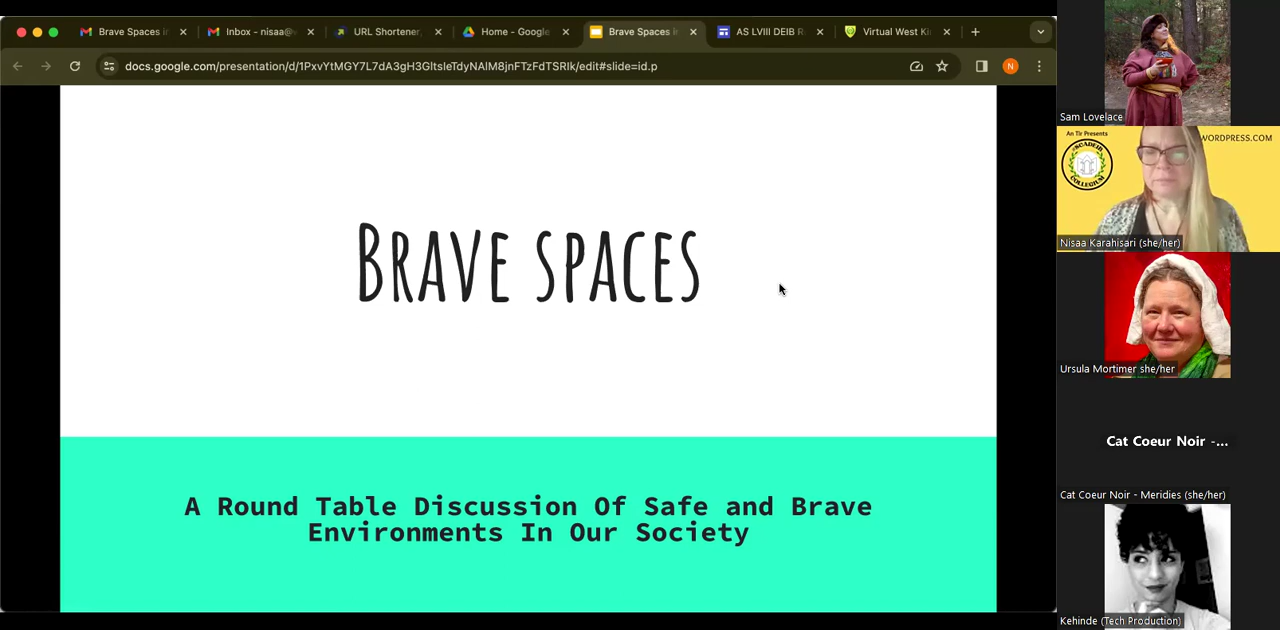 Brave Spaces i
Inbox - nisaa@
URL Shortener,
Home - Google
Brave Spaces i
AS LVIII DEIB R
Virtual West Ki
docs.google.com/presentation/d/1PxvYtMGY7L7dA3gH3GltsleTdyNAlM8jnFTzFdTSRIk/edit#slide=id.p
N
BRAVE SPACES
A Round Table Discussion Of Safe and Brave
Environments In Our Society
Sam Lovelace
An Tir Presents
WORDPRESS.COM
SCADEIB
COLLEGIUM
Nisaa Karahisari (she/her)
Ursula Mortimer she/her
Cat Coeur Noir -...
Cat Coeur Noir - Meridies (she/her)
Kehinde (Tech Production)